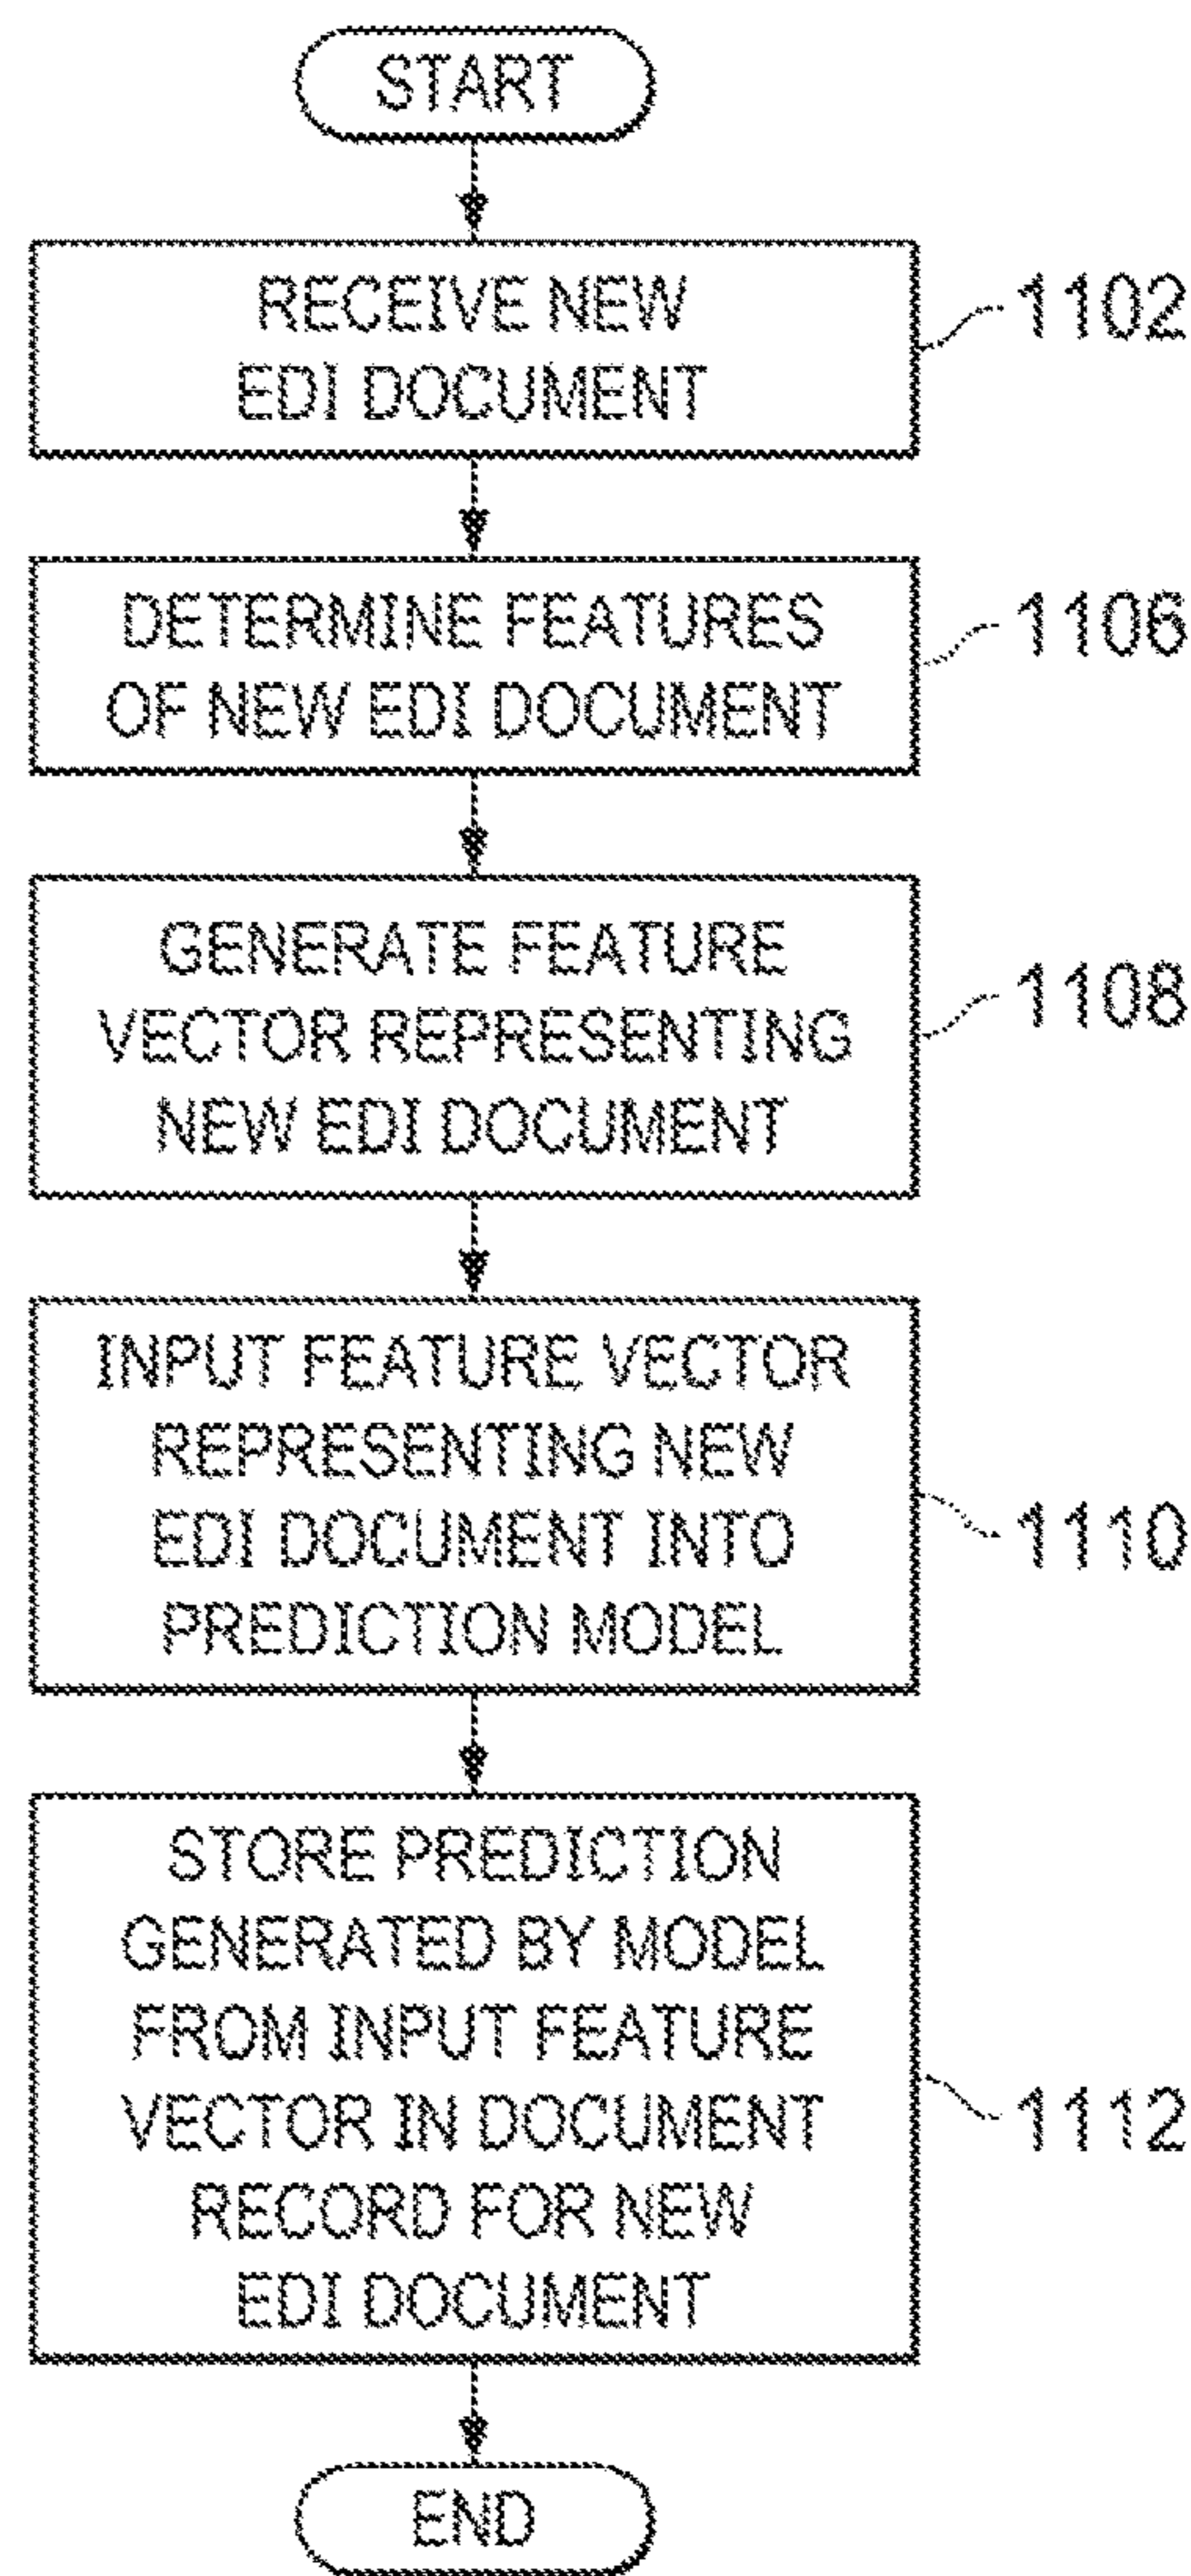 START
RECEIVE NEW
EDI DOCUMENT
1102
DETERMINE FEATURES
OF NEW EDI DOCUMENT
1106
GENERATE FEATURE
VECTOR REPRESENTING
NEW EDI DOCUMENT
1108
INPUT FEATURE VECTOR
REPRESENTING NEW
EDI DOCUMENT INTO
PREDICTION MODEL
1110
STORE PREDICTION
GENERATED BY MODEL
FROM INPUT FEATURE
VECTOR IN DOCUMENT
RECORD FOR NEW
EDI DOCUMENT
1112
END